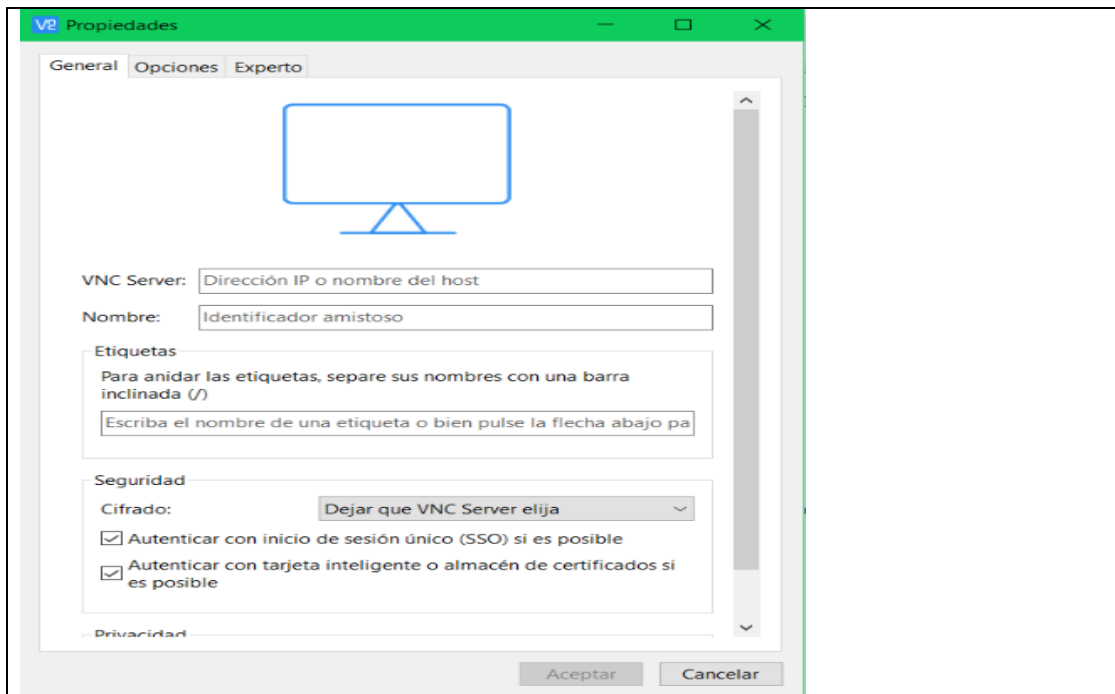 V2 Propiedades
General Opciones Experto
VNC Server: Dirección IP o nombre del host
Nombre: Identificador amistoso
Etiquetas
Para anidar las etiquetas, separe sus nombres con una barra
inclinada (/)
Escriba el nombre de una etiqueta o bien pulse la flecha abajo pa
Seguridad
Cifrado: Dejar que VNC Server elija
Autenticar con inicio de sesión único (SSO) si es posible
Autenticar con tarjeta inteligente o almacén de certificados si
es posible
Privacidad
Aceptar Cancelar